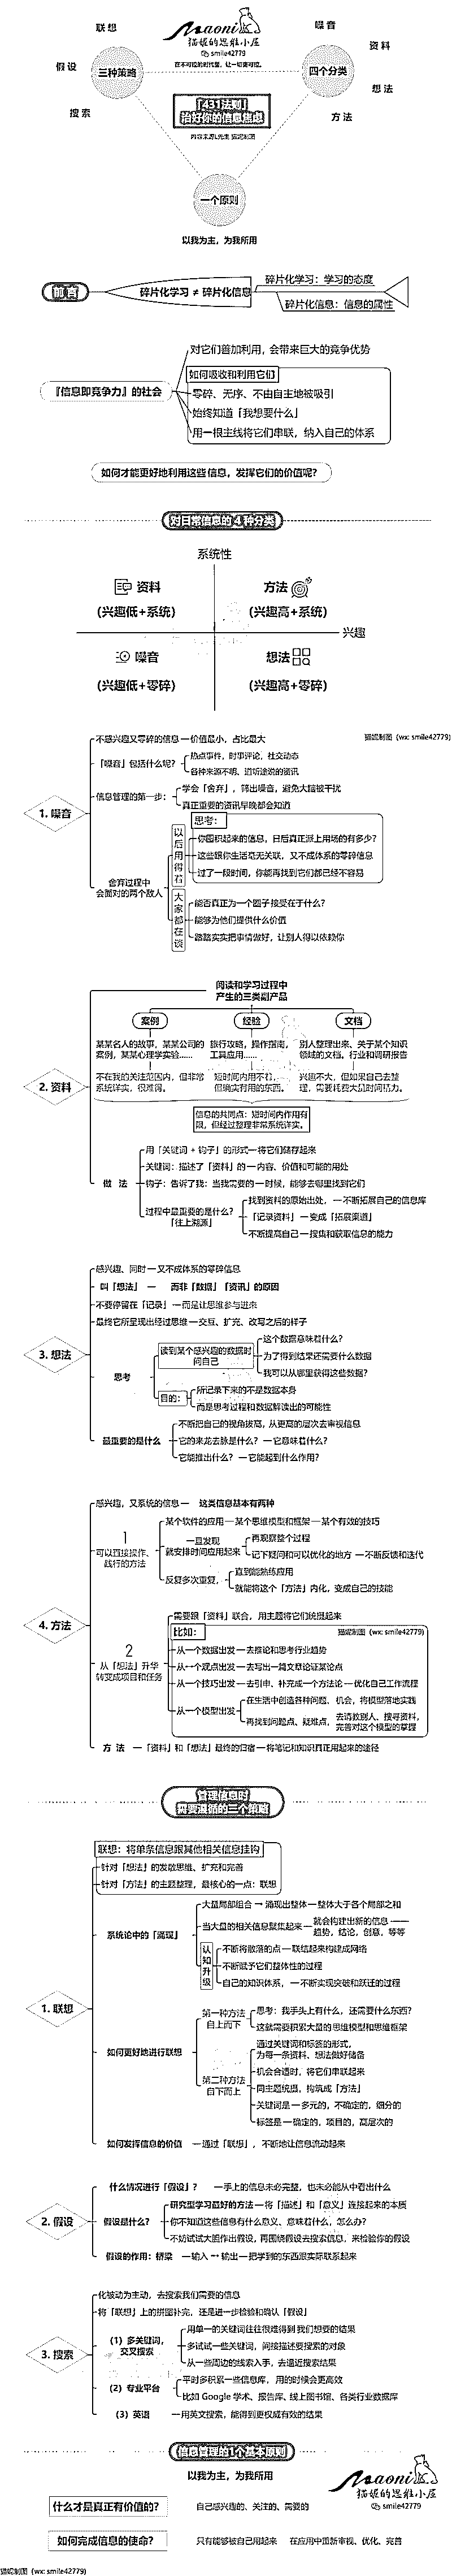 联想
Maoni
猫妮的思维小屋
smile42779
在不可控的时代里，让一切更可控。
噪音
资料
假设
三种策略
四个分类
搜索
想法
方法
「431法则」
治好你的信息焦虑
一个原则
以我为主，为我所用
前言
碎片化学习 ≠ 碎片化信息
碎片化学习：学习的态度
碎片化信息：信息的属性
『信息即竞争力』的社会
对它们善加利用，会带来巨大的竞争优势
如何吸收和利用它们
零碎、无序、不由自主地被吸引
始终知道「我想要什么」
用一根主线将它们串联，纳入自己的体系
如何才能更好地利用这些信息，发挥它们的价值呢？
对日常信息的 4 种分类
系统性
资料
(兴趣低+系统)
方法
(兴趣高+系统)
兴趣
噪音
(兴趣低+零碎)
想法
(兴趣高+零碎)
猫妮制图（wx: smile42779）
1. 噪音
不感兴趣又零碎的信息 — 价值最小，占比最大
「噪音」包括什么呢？
热点事件，时事评论，社交动态
各种来源不明、道听途说的资讯
信息管理的第一步：
学会「舍弃」，筛出噪音，避免大脑被干扰
真正重要的资讯早晚都会知道
舍弃过程中
会面对的两个敌人
以后用得着
思考：
你囤积起来的信息，日后真正派上用场的有多少？
这些跟你生活毫无关联，又不成体系的零碎信息
过了一段时间，你能再找到它们都已经不容易
大家都在谈
能否真正为一个圈子接受在于什么？
能够为他们提供什么价值
踏踏实实把事情做好，让别人得以依赖你
2. 资料
阅读和学习过程中
产生的三类副产品
案例
某某名人的故事，某某公司的
案例，某某心理学实验......
不在我的关注范围内，但非常
系统详实，很难得。
经验
旅行攻略，操作指南，
工具应用......
短时间内用不着，
但确实有用的东西。
文档
别人整理出来、关于某个知识
领域的文档，行业和调研报告
兴趣不大，但如果自己去整
理，需要耗费大量时间精力。
信息的共同点：短时间内作用有
限，但经过整理非常系统详实。
做 法
用「关键词 + 钩子」的形式 — 将它们储存起来
关键词：描述了「资料」的 — 内容、价值和可能的用处
钩子：告诉了我：当我需要的 — 时候，能够去哪里找到它们
过程中最重要的是什么？
「往上溯源」
找到资料的原始出处，— 不断拓展自己的信息库
「记录资料」— 变成「拓展渠道」
不断提高自己 — 搜集和获取信息的能力
3. 想法
感兴趣、同时 — 又不成体系的零碎信息
叫「想法」 — 而非「数据」「资讯」的原因
不要停留在「记录」— 而是让思维参与进来
最终它所呈现出经过思维 — 交互、扩充、改写之后的样子
思考
读到某个感兴趣的数据时
问自己
这个数据意味着什么？
为了得到结果还需要什么数据
我可以从哪里获得这些数据？
目的：
所记录下来的不是数据本身
而是思考过程和数据解读出的可能性
最重要的是什么
不断把自己的视角拔高，从更高的层次去审视信息
它的来龙去脉是什么？ — 它意味着什么？
它能推出什么？ — 它能起到什么作用？
4. 方法
感兴趣，又系统的信息 — 这类信息基本有两种
1
可以直接操作、
践行的方法
某个软件的应用 — 某个思维模型和框架 — 某个有效的技巧
一旦发现
就安排时间应用起来
再观察整个过程
记下疑问和可以优化的地方 — 不断反馈和迭代
反复多次重复，
直到能熟练应用
就能将这个「方法」内化，变成自己的技能
2
从「想法」升华
转变成项目和任务
需要跟「资料」联合，用主题将它们统摄起来
比如：
猫妮制图（wx: smile42779）
从一个数据出发 — 去推论和思考行业趋势
从一个观点出发 — 去写出一篇文章论证某论点
从一个技巧出发 — 去引申、补完成一个方法论 — 优化自己工作流程
从一个模型出发
在生活中创造各种问题、机会，将模型落地实践
再找到问题点、疑难点，
去请教别人、搜寻资料，
完善对这个模型的掌握
方 法 — 「资料」和「想法」最终的归宿 — 将笔记和知识真正用起来的途径
管理信息时
需要遵循的三个策略
1. 联想
联想：将单条信息跟其他相关信息挂钩
针对「想法」的发散思维、扩充和完善
针对「方法」的主题整理，最核心的一点：联想
系统论中的「涌现」
大量局部组合 → 涌现出整体 — 整体大于各个局部之和
当大量的相关信息聚集起来
就会构建出新的信息 ——
趋势，结论，创意，等等
认知升级
不断将散落的点 — 联结起来构建成网络
不断赋予它们整体性的过程
自己的知识体系，— 不断实现突破和跃迁的过程
如何更好地进行联想
第一种方法
自上而下
思考：我手头上有什么，还需要什么东西？
这就需要积累大量的思维模型和思维框架
第二种方法
自下而上
通过关键词和标签的形式，
为每一条资料、想法做好储备
机会合适时，将它们串联起来
同主题统摄，构筑成「方法」
关键词是 — 多元的，不确定的，细分的
标签是 — 确定的，项目的，高层次的
如何发挥信息的价值 — 通过「联想」，不断地让信息流动起来
2. 假设
什么情况进行「假设」？ — 手上的信息未必完整，也未必能从中看出什么
假设是什么？
研究型学习最好的方法 — 将「描述」和「意义」连接起来的本质
你不知道这些信息有什么意义、意味着什么，怎么办？
不妨试试大胆作出假设，再围绕假设去搜索信息，来检验你的假设
假设的作用：桥梁 — 输入 → 输出 — 把学到的东西跟实际联系起来
3. 搜索
化被动为主动，去搜索我们需要的信息
将「联想」上的拼图补完，还是进一步检验和确认「假设」
（1）多关键词，
交叉搜索
用单一的关键词往往很难得到我们想要的结果
多试试一些关键词，间接描述要搜索的对象
从一些周边的线索入手，去逼近搜索结果
（2）专业平台
平时多积累一些信息库，用的时候会更高效
比如 Google 学术、报告库、线上图书馆、各类行业数据库
（3）英语 — 用英文搜索，能得到更权威有效的结果
信息管理的1个基本原则
以我为主，为我所用
Maoni
猫妮的思维小屋
smile42779
什么才是真正有价值的？
自己感兴趣的、关注的、需要的
如何完成信息的使命？
只有能够被自己用起来 在应用中重新审视、优化、完善
猫妮制图（wx: smile42779）